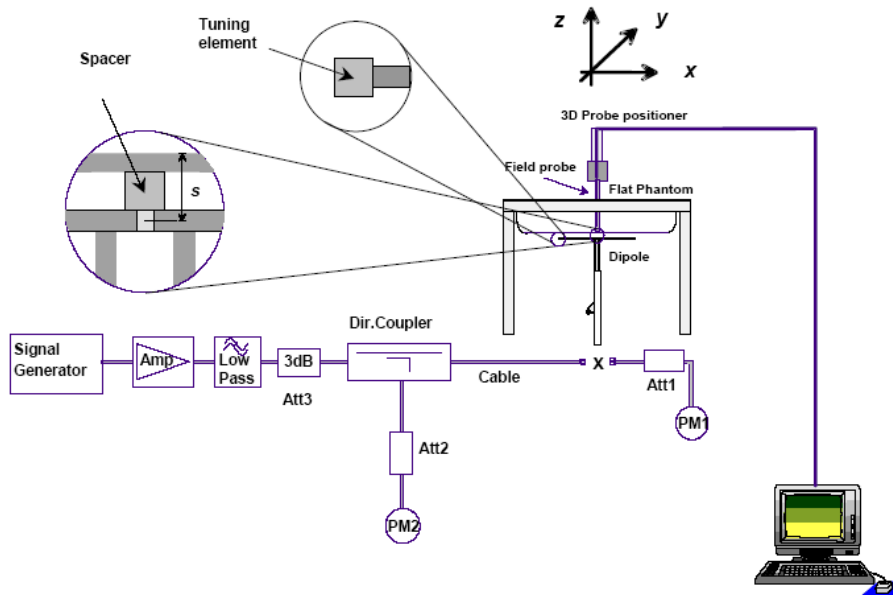 Tuning
element
Spacer
s
z
y
x
3D Probe positioner
Field probe
Flat Phantom
Dipole
Dir.Coupler
Signal
Generator
Amp
Low
Pass
3dB
Att3
Cable
x
Att1
PM1
Att2
PM2